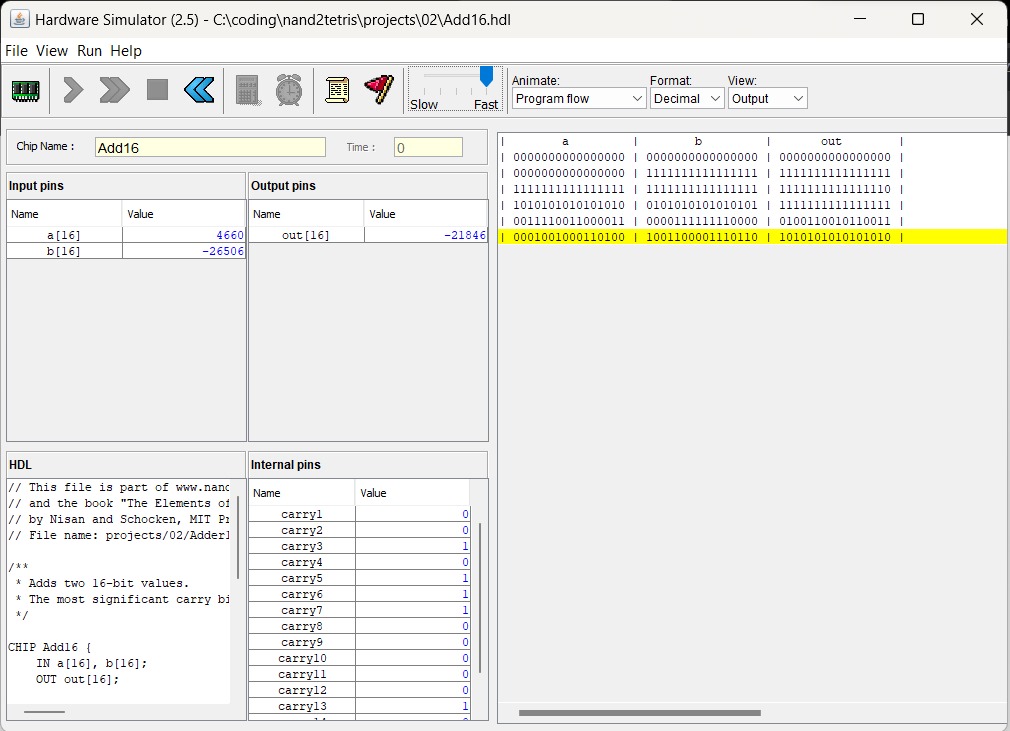 Hardware Simulator (2.5) - C:\coding\nand2tetris\projects\02\Add16.hdl
File View Run Help
Slow Fast
Animate: Format: View:
Program flow Decimal Output
Chip Name : Add16 Time : 0
Input pins
Name Value
a[16] 4660
b[16] -26506
Output pins
Name Value
out[16] -21846
| a | b | out |
| 0000000000000000 | 0000000000000000 | 0000000000000000 |
| 0000000000000000 | 1111111111111111 | 1111111111111111 |
| 1111111111111111 | 1111111111111111 | 1111111111111110 |
| 1010101010101010 | 0101010101010101 | 1111111111111111 |
| 0011110011000011 | 0000111111110000 | 0100110010110011 |
| 0001001000110100 | 1001100001110110 | 1010101010101010 |
HDL
// This file is part of www.nand
// and the book "The Elements of
// by Nisan and Schocken, MIT Pr
// File name: projects/02/Adder1
/**
* Adds two 16-bit values.
* The most significant carry bi
*/
CHIP Add16 {
IN a[16], b[16];
OUT out[16];
Internal pins
Name Value
carry1 0
carry2 0
carry3 1
carry4 0
carry5 1
carry6 1
carry7 1
carry8 0
carry9 0
carry10 0
carry11 0
carry12 0
carry13 1